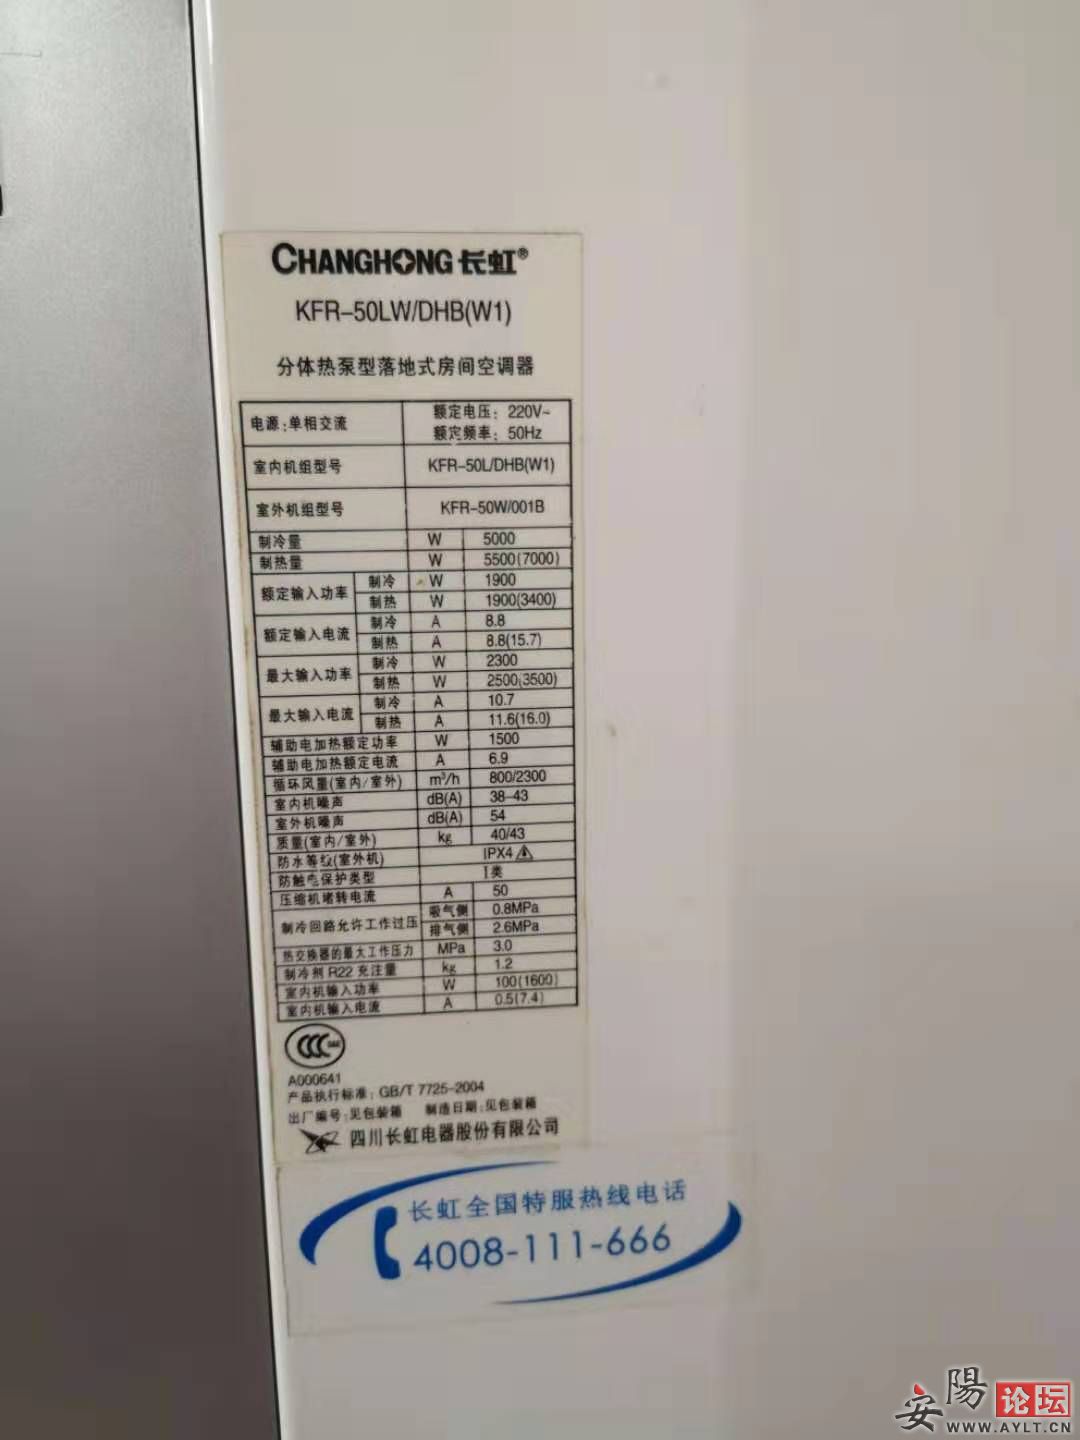 CHANGHONG 长虹®
KFR-50LW/DHB(W1)
分体热泵型落地式房间空调器
电源:单相交流 额定电压: 220V~
额定频率: 50Hz
室内机组型号 KFR-50L/DHB(W1)
室外机组型号 KFR-50W/001B
制冷量 W 5000
制热量 W 5500(7000)
额定输入功率 制冷 W 1900
制热 W 1900(3400)
额定输入电流 制冷 A 8.8
制热 A 8.8(15.7)
最大输入功率 制冷 W 2300
制热 W 2500(3500)
最大输入电流 制冷 A 10.7
制热 A 11.6(16.0)
辅助电加热额定功率 W 1500
辅助电加热额定电流 A 6.9
循环风量(室内/室外) m³/h 800/2300
室内机噪声 dB(A) 38-43
室外机噪声 dB(A) 54
质量(室内/室外) kg 40/43
防水等级(室外机) IPX4
防触电保护类型 I类
压缩机堵转电流 A 50
制冷回路允许工作过压 吸气侧 0.8MPa
排气侧 2.6MPa
热交换器的最大工作压力 MPa 3.0
制冷剂 R22 充注量 kg 1.2
室内机输入功率 W 100(1600)
室内机输入电流 A 0.5(7.4)
CCC S&E
A000641
产品执行标准: GB/T 7725-2004
出厂编号:见包装箱 制造日期:见包装箱
四川长虹电器股份有限公司
长虹全国特服热线电话
4008-111-666
安陽论坛
WWW.AYLT.CN